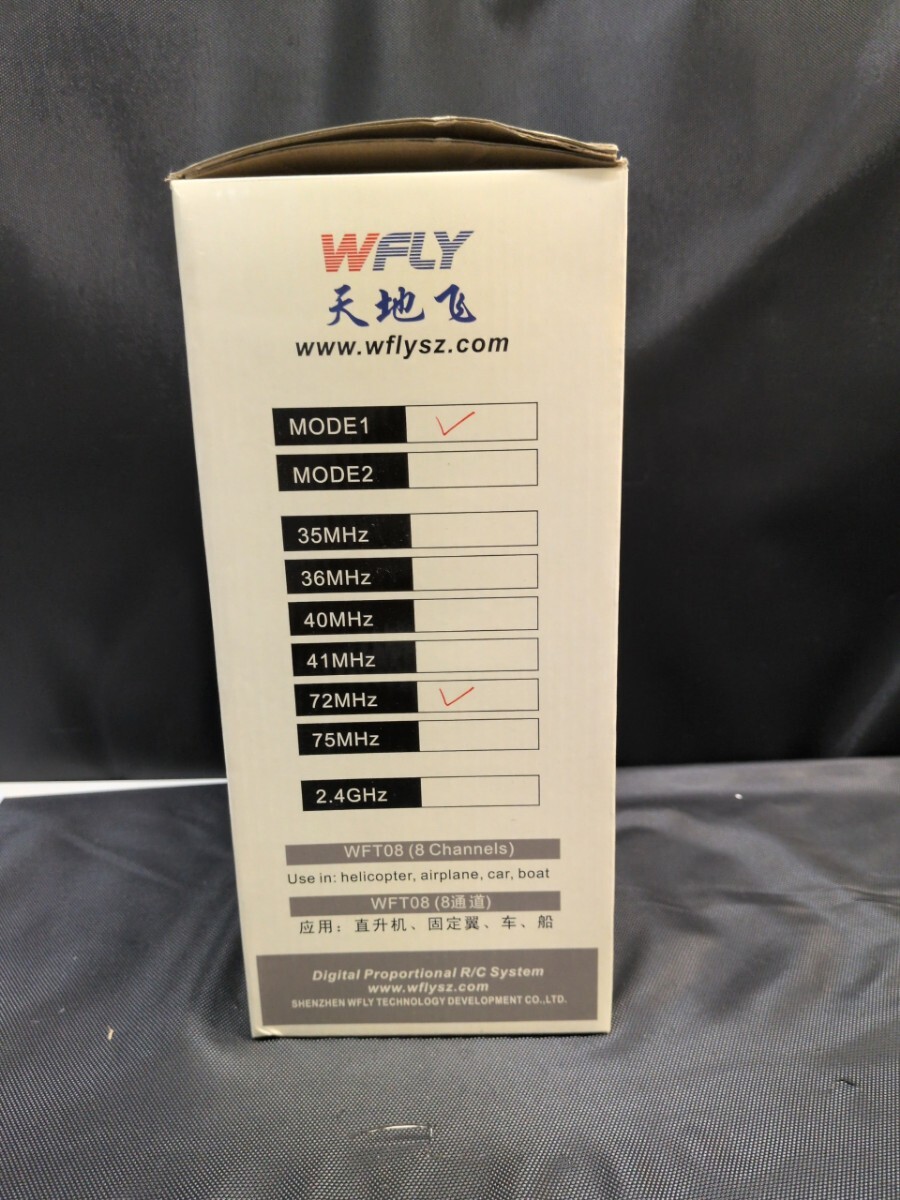 WFLY
天地飞
www.wflysz.com
MODE1 ✓
MODE2
35MHz
36MHz
40MHz
41MHz
72MHz ✓
75MHz
2.4GHz
WFT08 (8 Channels)
Use in: helicopter, airplane, car, boat
WFT08 (8通道)
应用：直升机、固定翼、车、船
Digital Proportional R/C System
www.wflysz.com
SHENZHEN WFLY TECHNOLOGY DEVELOPMENT CO.,LTD.